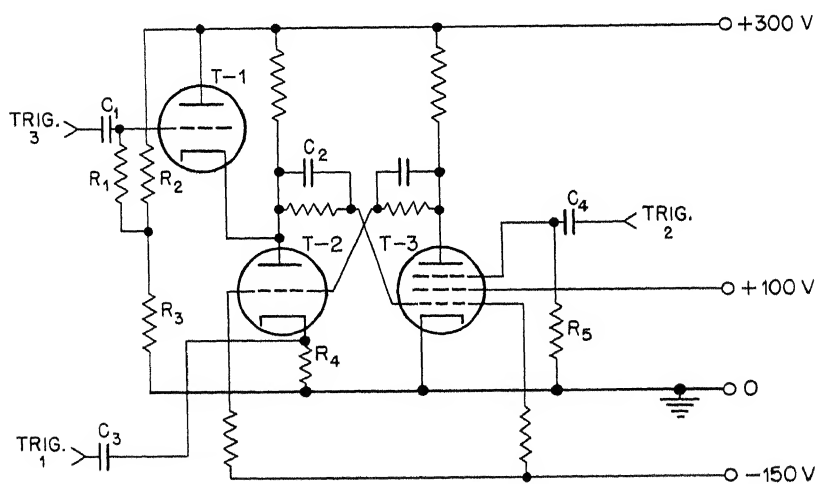 +300 V
T-1
C1
TRIG.
3
R1
R2
C2
C4
TRIG.
2
T-2
T-3
+100 V
R3
R5
R4
0
C3
TRIG.
1
-150 V